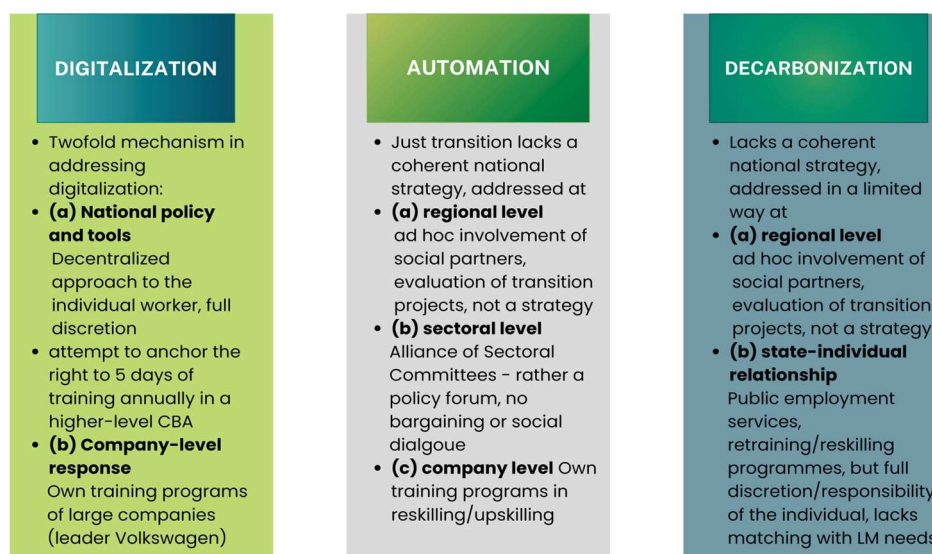 DIGITALIZATION
• Twofold mechanism in
addressing
digitalization:
• (a) National policy
and tools
Decentralized
approach to the
individual worker, full
discretion
• attempt to anchor the
right to 5 days of
training annually in a
higher-level CBA
• (b) Company-level
response
Own training programs
of large companies
(leader Volkswagen)
AUTOMATION
• Just transition lacks a
coherent national
strategy, addressed at
• (a) regional level
ad hoc involvement of
social partners,
evaluation of transition
projects, not a strategy
• (b) sectoral level
Alliance of Sectoral
Committees - rather a
policy forum, no
bargaining or social
dialgoue
• (c) company level Own
training programs in
reskilling/upskilling
DECARBONIZATION
• Lacks a coherent
national strategy,
addressed in a limited
way at
• (a) regional level
ad hoc involvement of
social partners,
evaluation of transition
projects, not a strategy
• (b) state-individual
relationship
Public employment
services,
retraining/reskilling
programmes, but full
discretion/responsibility
of the individual, lacks
matching with LM needs